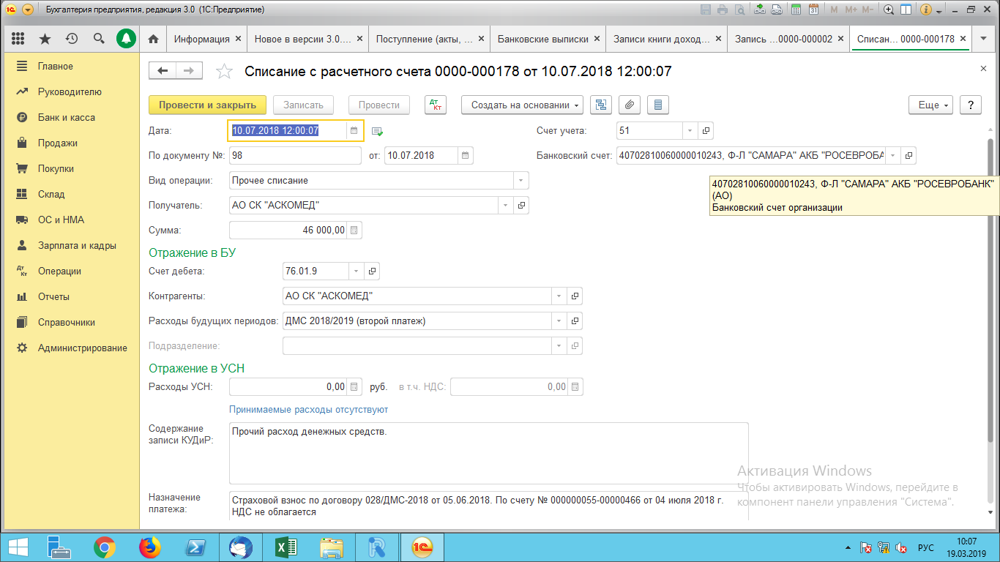 Бухгалтерия предприятия, редакция 3.0 (1С:Предприятие)
M M+ M-
Информация × Новое в версии 3.0.... × Поступление (акты, ... × Банковские выписки × Записи книги доход... × Запись ...0000-000002 × Списан... 0000-000178 ×
Главное
Руководителю
Банк и касса
Продажи
Покупки
Склад
ОС и НМА
Зарплата и кадры
Операции
Отчеты
Справочники
Администрирование
Списание с расчетного счета 0000-000178 от 10.07.2018 12:00:07
Провести и закрыть Записать Провести Дт Кт Создать на основании Еще ?
Дата: 10.07.2018 12:00:07 Счет учета: 51
По документу №: 98 от: 10.07.2018 Банковский счет: 40702810060000010243, Ф-Л "САМАРА" АКБ "РОСЕВРОБА
Вид операции: Прочее списание
40702810060000010243, Ф-Л "САМАРА" АКБ "РОСЕВРОБАНК"
(АО)
Банковский счет организации
Получатель: АО СК "АСКОМЕД"
Сумма: 46 000,00
Отражение в БУ
Счет дебета: 76.01.9
Контрагенты: АО СК "АСКОМЕД"
Расходы будущих периодов: ДМС 2018/2019 (второй платеж)
Подразделение:
Отражение в УСН
Расходы УСН: 0,00 руб. в т.ч. НДС: 0,00
Принимаемые расходы отсутствуют
Содержание
записи КУДиР:
Прочий расход денежных средств.
Назначение
платежа:
Страховой взнос по договору 028/ДМС-2018 от 05.06.2018. По счету № 000000055-00000466 от 04 июля 2018 г.
НДС не облагается
Активация Windows
Чтобы активировать Windows, перейдите в
компонент панели управления "Система".
РУС
10:07
19.03.2019